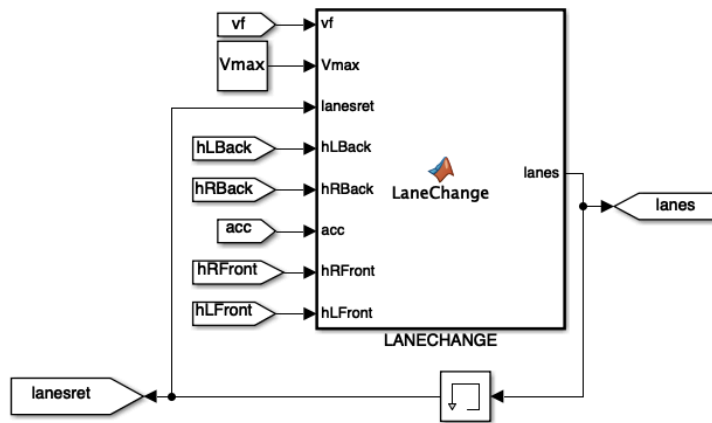 vf
vf
Vmax
Vmax
lanesret
hLBack
hLBack
hRBack
hRBack
acc
acc
hRFront
hRFront
hLFront
hLFront
LaneChange
lanes
lanes
LANECHANGE
lanesret